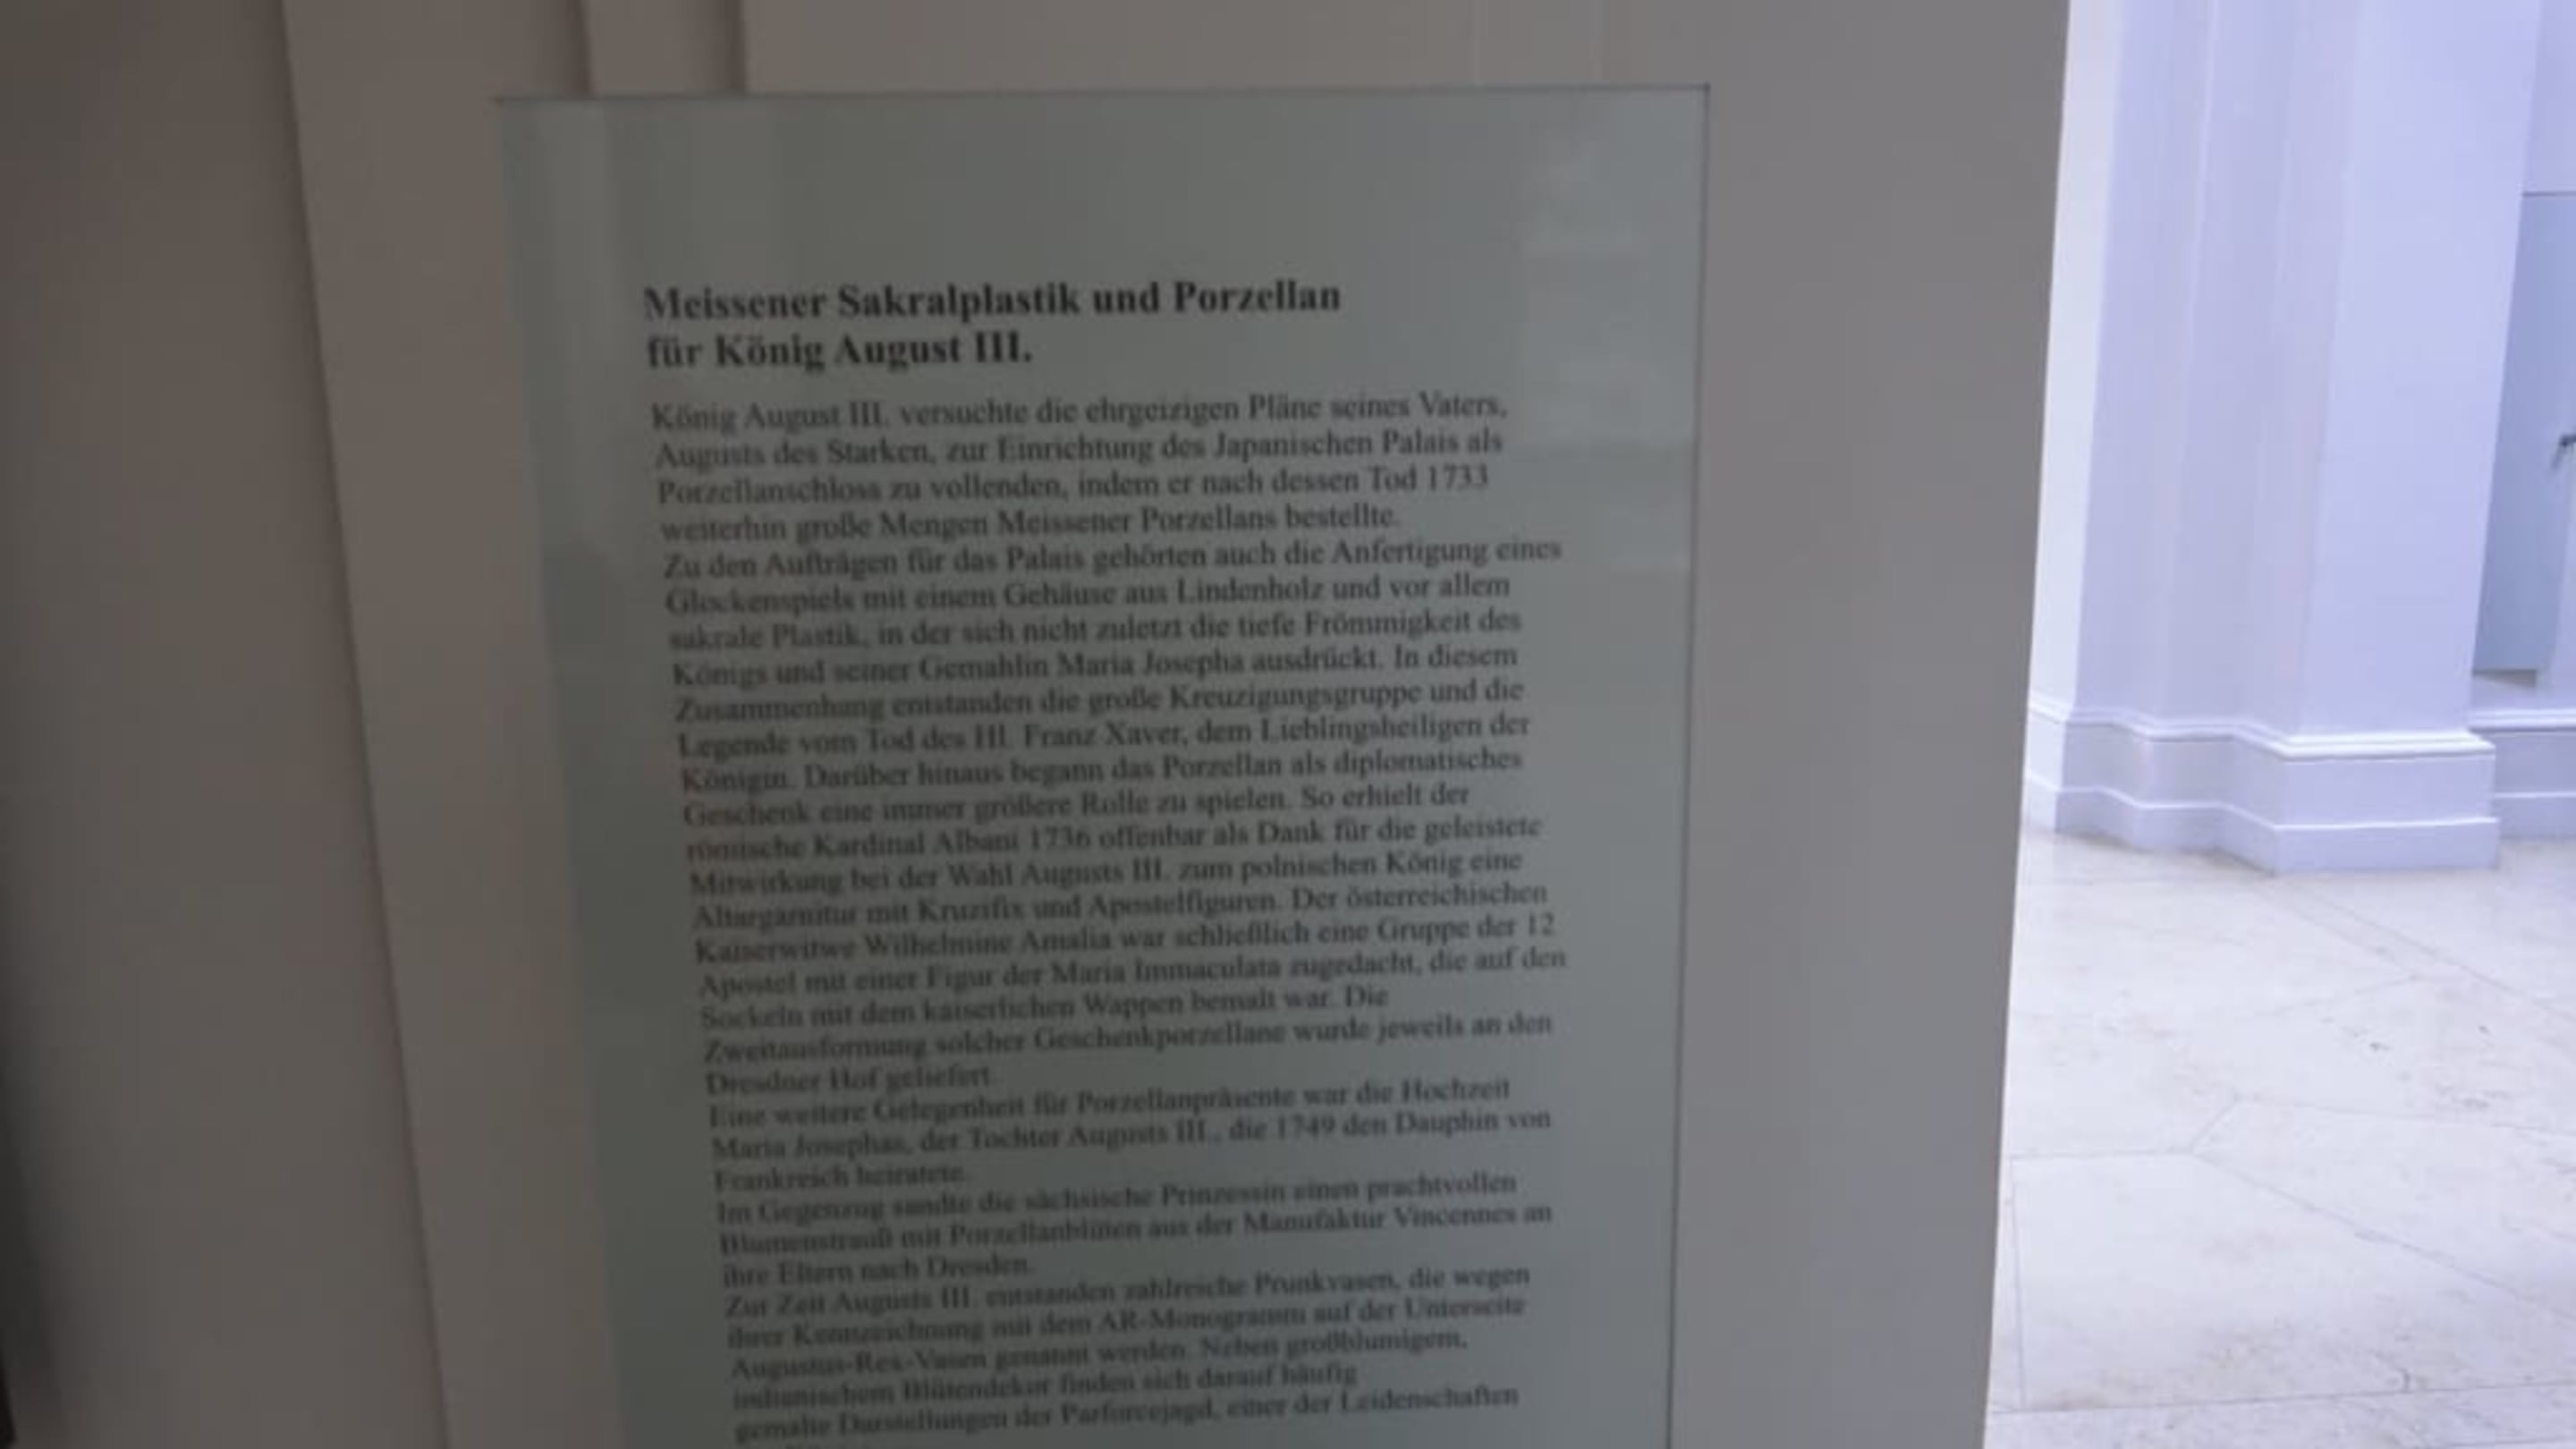 Meissener Sakralplastik und Porzellan
für König August III.
König August III. versuchte die ehrgeizigen Pläne seines Vaters,
Augusts des Starken, zur Einrichtung des Japanischen Palais als
Porzellanschloss zu vollenden, indem er nach dessen Tod 1733
weiterhin große Mengen Meissener Porzellans bestellte.
Zu den Aufträgen für das Palais gehörten auch die Anfertigung eines
Glockenspiels mit einem Gehäuse aus Lindenholz und vor allem
sakrale Plastik, in der sich nicht zuletzt die tiefe Frömmigkeit des
Königs und seiner Gemahlin Maria Josepha ausdrückt. In diesem
Zusammenhang entstanden die große Kreuzigungsgruppe und die
Legende vom Tod des Hl. Franz Xaver, dem Lieblingsheiligen der
Königin. Darüber hinaus begann das Porzellan als diplomatisches
Geschenk eine immer größere Rolle zu spielen. So erhielt der
römische Kardinal Albani 1736 offenbar als Dank für die geleistete
Mitwirkung bei der Wahl Augusts III. zum polnischen König eine
Altargarnitur mit Kruzifix und Apostelfiguren. Der österreichischen
Kaiserwitwe Wilhelmine Amalia war schließlich eine Gruppe der 12
Apostel mit einer Figur der Maria Immaculata zugedacht, die auf den
Sockeln mit dem kaiserlichen Wappen bemalt war. Die
Zweitausformung solcher Geschenkporzellane wurde jeweils an den
Dresdner Hof geliefert.
Eine weitere Gelegenheit für Porzellanpräsente war die Hochzeit
Maria Josephas, der Tochter Augusts III., die 1749 den Dauphin von
Frankreich heiratete.
Im Gegenzug sandte die sächsische Prinzessin einen prachtvollen
Blumenstrauß mit Porzellanblüten aus der Manufaktur Vincennes an
ihre Eltern nach Dresden.
Zur Zeit Augusts III. entstanden zahlreiche Prunkvasen, die wegen
ihrer Kennzeichnung mit dem AR-Monogramm auf der Unterseite
Augustus-Rex-Vasen genannt werden. Neben großblumigem,
indianischem Blütendekor finden sich darauf häufig
gemalte Darstellungen der Parforcejagd, einer der Leidenschaften